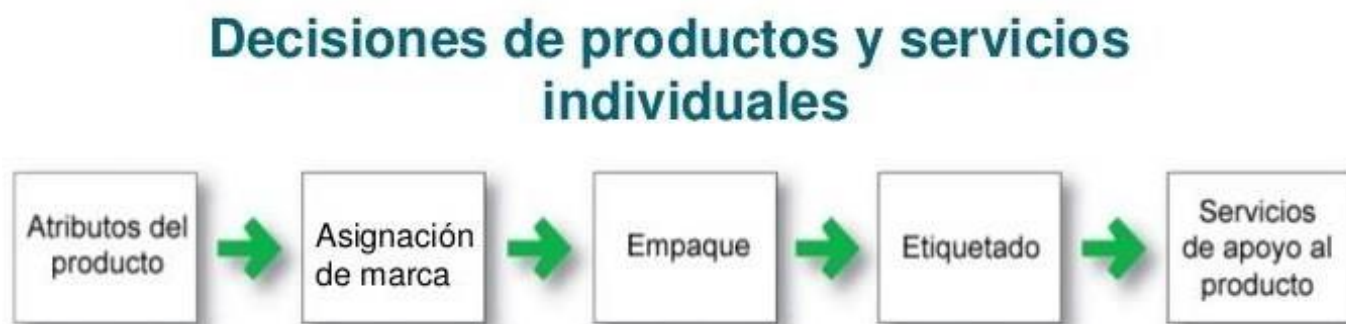 Decisiones de productos y servicios
individuales
Atributos del
producto
Asignación
de marca
Empaque
Etiquetado
Servicios
de apoyo al
producto